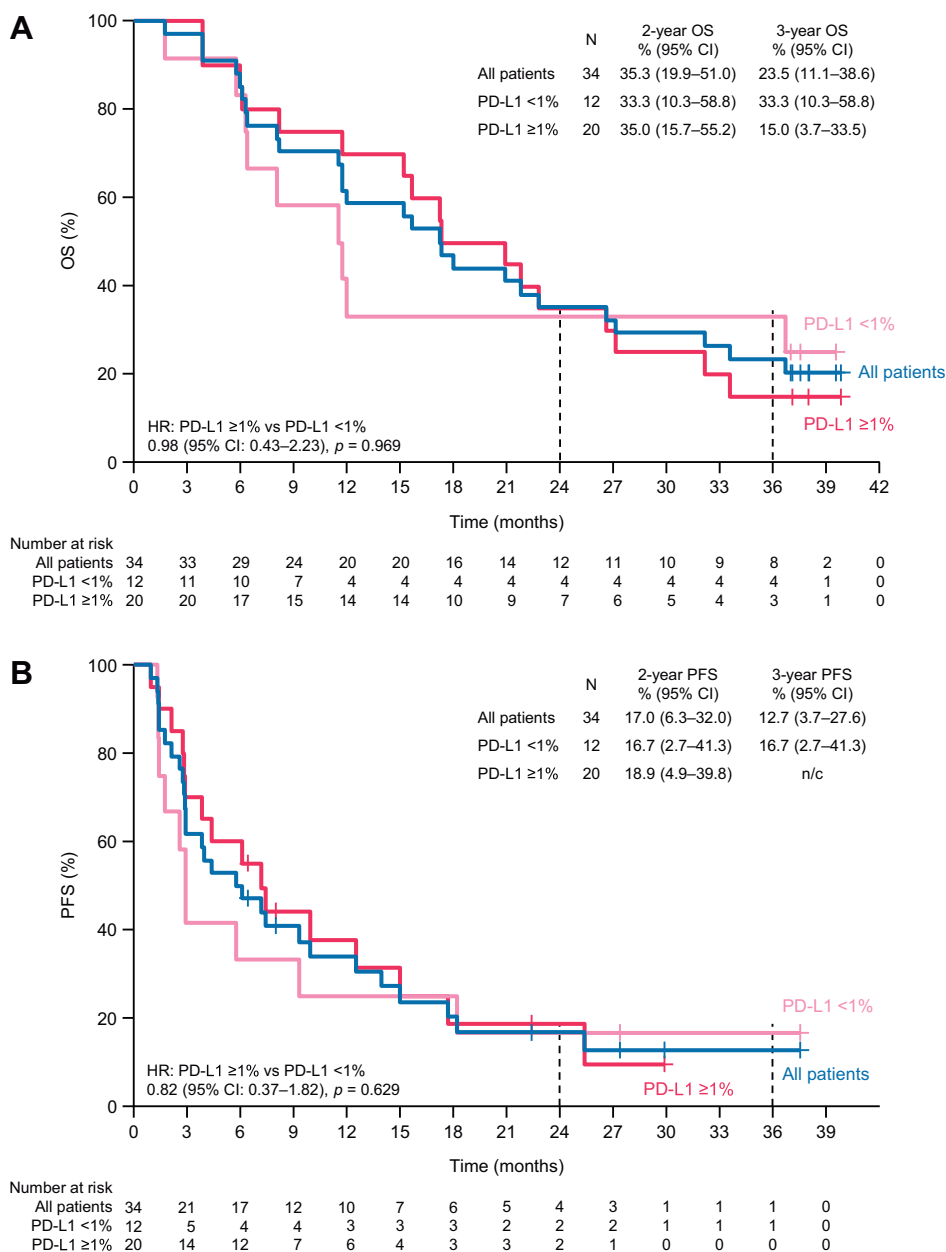 A
N
2-year OS
% (95% CI)
3-year OS
% (95% CI)
All patients 34 35.3 (19.9–51.0) 23.5 (11.1–38.6)
PD-L1 <1% 12 33.3 (10.3–58.8) 33.3 (10.3–58.8)
PD-L1 ≥1% 20 35.0 (15.7–55.2) 15.0 (3.7–33.5)
100
80
60
40
20
0
OS (%)
PD-L1 <1%
All patients
PD-L1 ≥1%
HR: PD-L1 ≥1% vs PD-L1 <1%
0.98 (95% CI: 0.43–2.23), p = 0.969
0 3 6 9 12 15 18 21 24 27 30 33 36 39 42
Time (months)
Number at risk
All patients 34 33 29 24 20 20 16 14 12 11 10 9 8 2 0
PD-L1 <1% 12 11 10 7 4 4 4 4 4 4 4 4 4 1 0
PD-L1 ≥1% 20 20 17 15 14 14 10 9 7 6 5 4 3 1 0
B
N
2-year PFS
% (95% CI)
3-year PFS
% (95% CI)
All patients 34 17.0 (6.3–32.0) 12.7 (3.7–27.6)
PD-L1 <1% 12 16.7 (2.7–41.3) 16.7 (2.7–41.3)
PD-L1 ≥1% 20 18.9 (4.9–39.8) n/c
100
80
60
40
20
0
PFS (%)
PD-L1 <1%
All patients
PD-L1 ≥1%
HR: PD-L1 ≥1% vs PD-L1 <1%
0.82 (95% CI: 0.37–1.82), p = 0.629
0 3 6 9 12 15 18 21 24 27 30 33 36 39
Time (months)
Number at risk
All patients 34 21 17 12 10 7 6 5 4 3 1 1 1 0
PD-L1 <1% 12 5 4 4 3 3 3 2 2 2 1 1 1 0
PD-L1 ≥1% 20 14 12 7 6 4 3 3 2 1 0 0 0 0